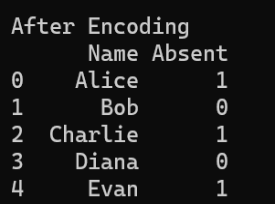 After Encoding
Name Absent
0 Alice 1
1 Bob 0
2 Charlie 1
3 Diana 0
4 Evan 1